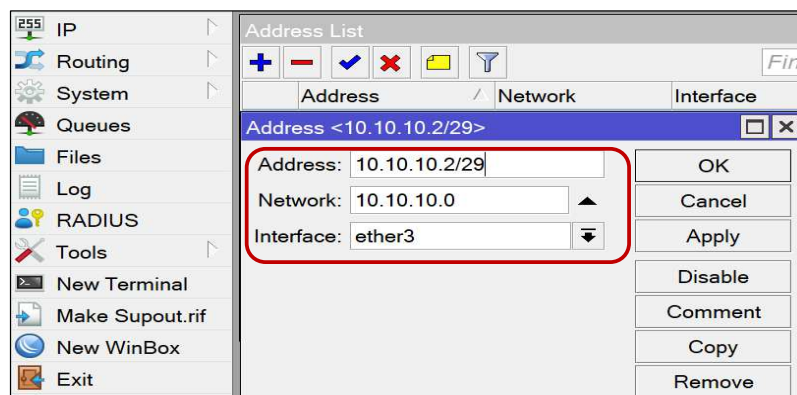 255 IP
Routing
System
Queues
Files
Log
RADIUS
Tools
New Terminal
Make Supout.rif
New WinBox
Exit
Address List
Address Network Interface
Address <10.10.10.2/29>
Address: 10.10.10.2/29
Network: 10.10.10.0
Interface: ether3
OK
Cancel
Apply
Disable
Comment
Copy
Remove